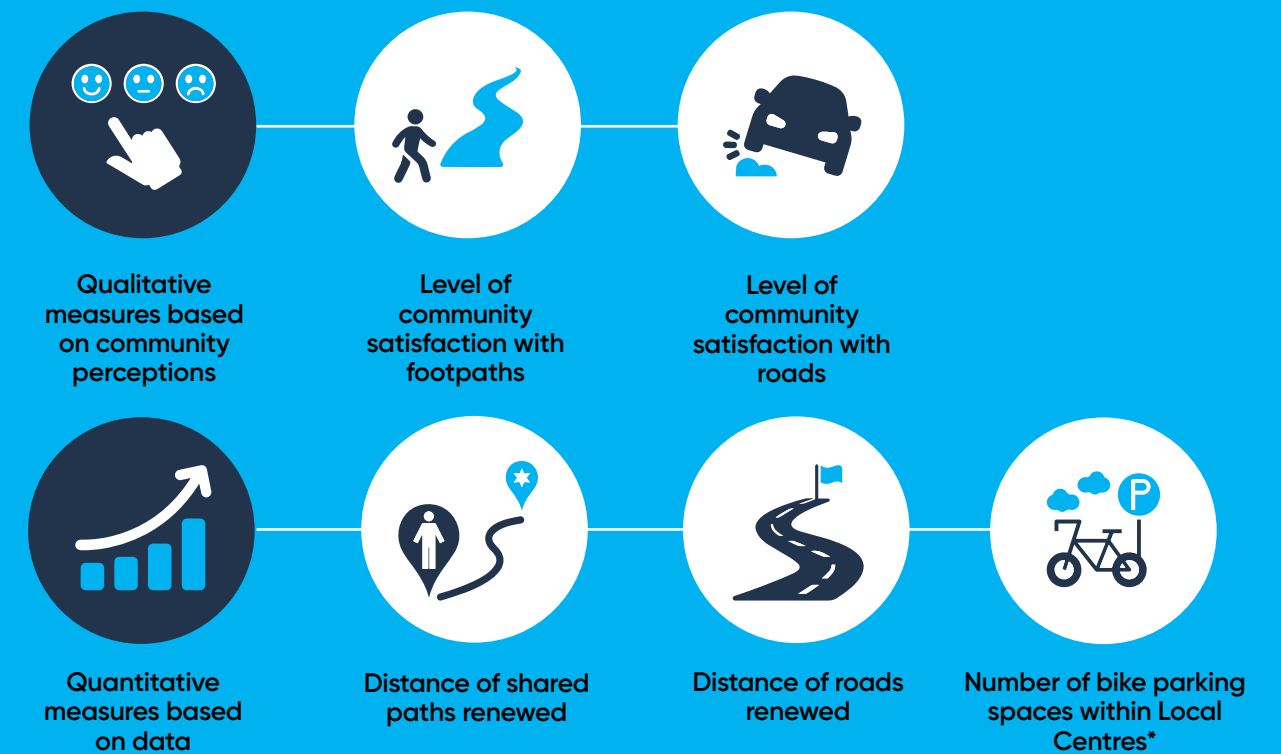 Qualitative
measures based
on community
perceptions
Level of
community
satisfaction with
footpaths
Level of
community
satisfaction with
roads
P
Quantitative
measures based
on data
Distance of shared
paths renewed
Distance of roads
renewed
Number of bike parking
spaces within Local
Centres*